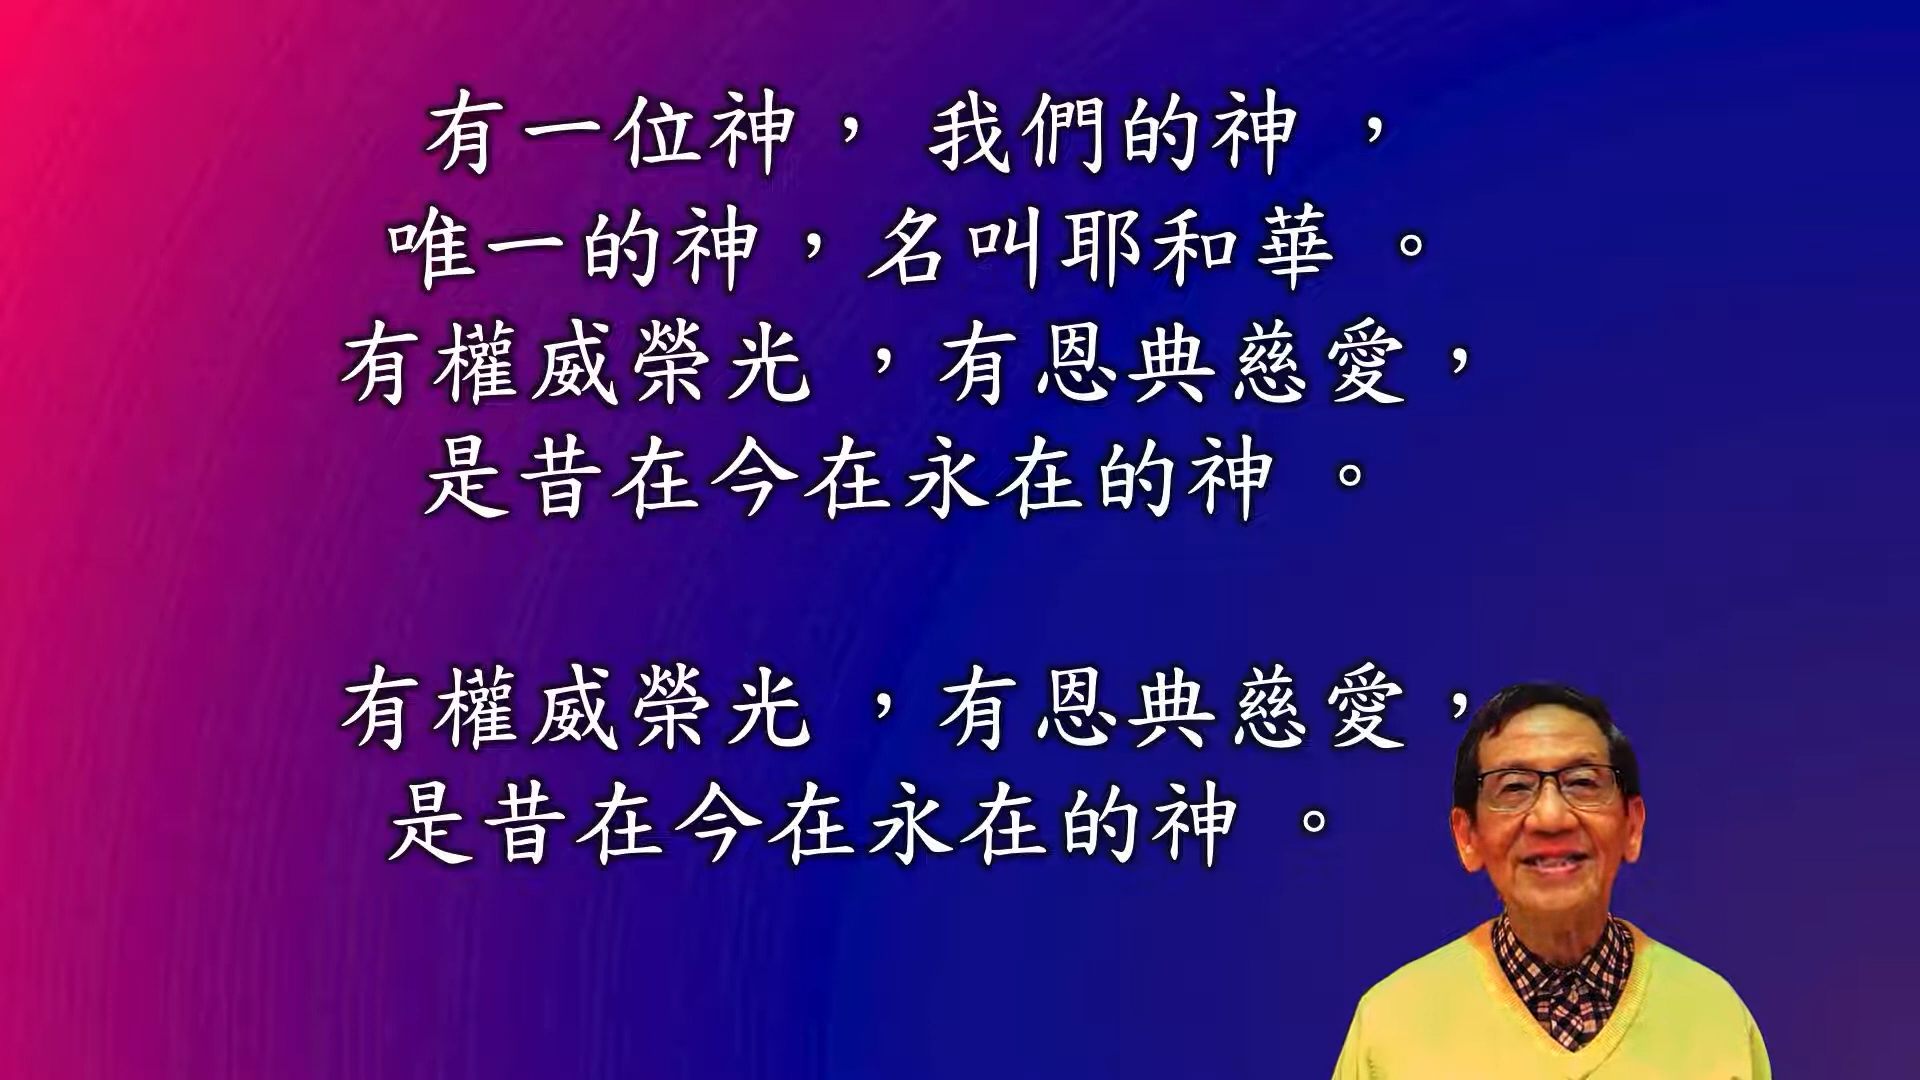 有一位神，我們的神，
唯一的神，名叫耶和華。
有權威榮光，有恩典慈愛，
是昔在今在永在的神。
有權威榮光，有恩典慈愛，
是昔在今在永在的神。